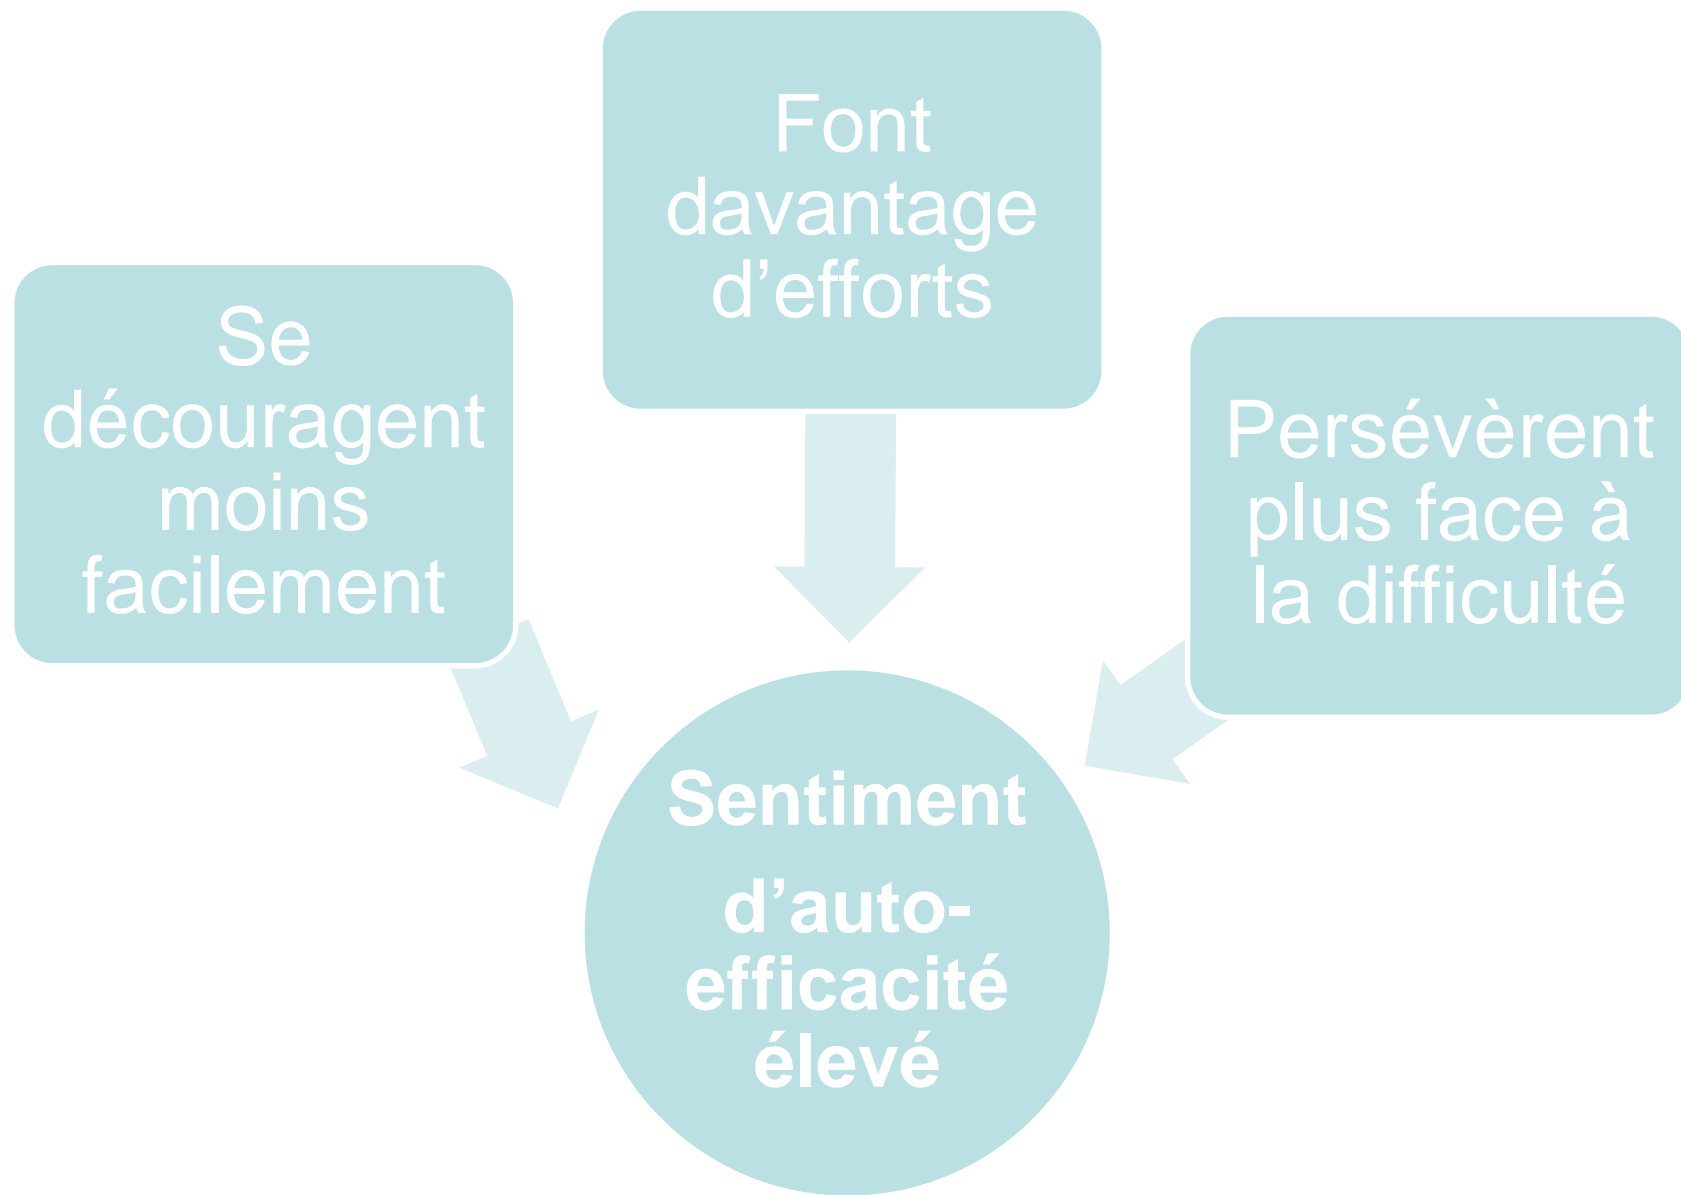 Font
davantage
d’efforts
Se
découragent
moins
facilement
Persévèrent
plus face à
la difficulté
Sentiment
d’auto-
efficacité
élevé